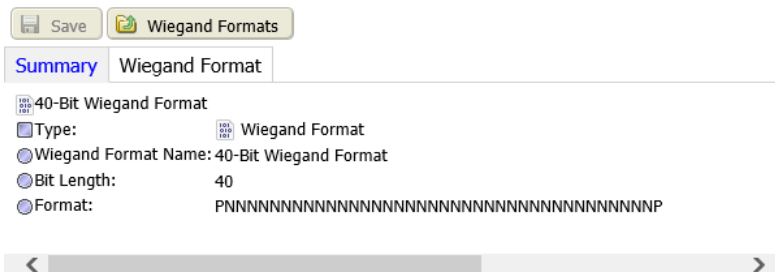 Save Wiegand Formats
Summary Wiegand Format
40-Bit Wiegand Format
Type: Wiegand Format
Wiegand Format Name: 40-Bit Wiegand Format
Bit Length: 40
Format: PNNNNNNNNNNNNNNNNNNNNNNNNNNNNNNNNNNNNNNP